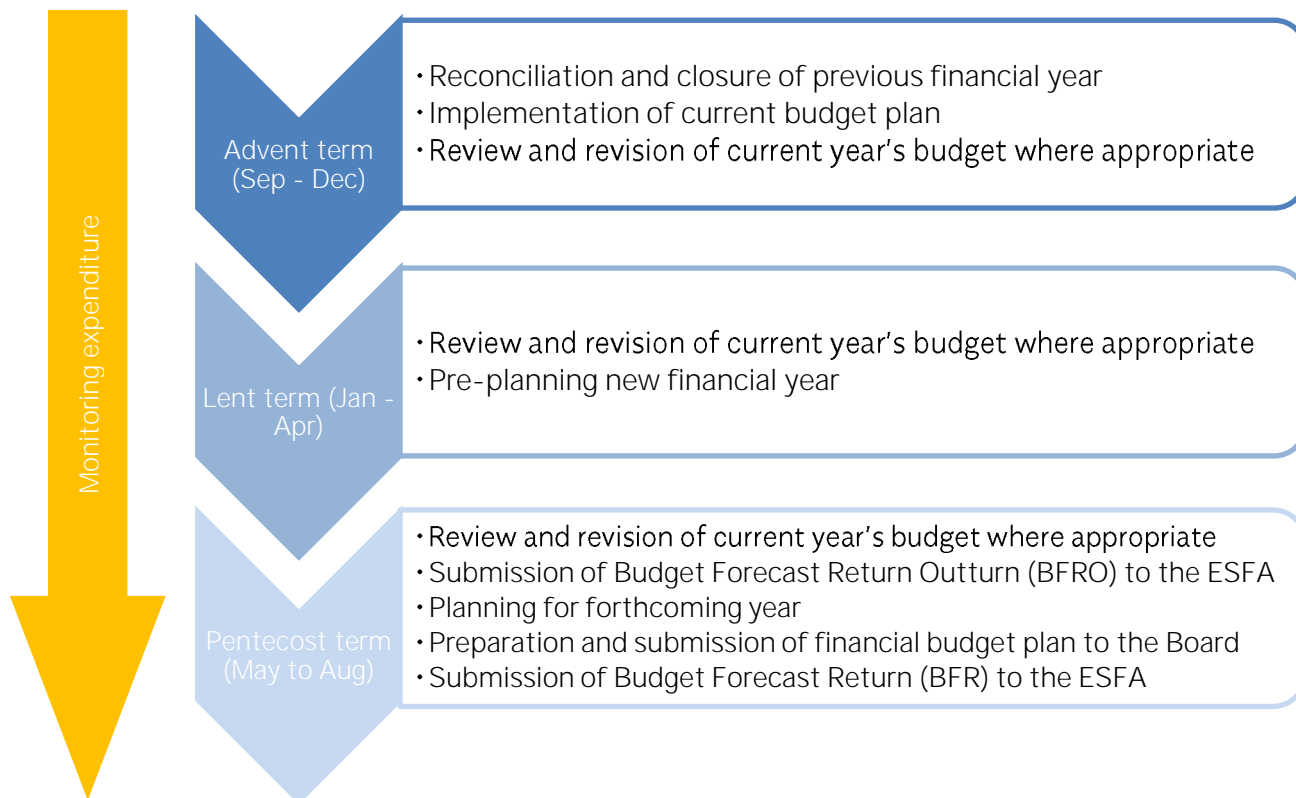 Monitoring expenditure
Advent term
(Sep - Dec)
• Reconciliation and closure of previous financial year
• Implementation of current budget plan
• Review and revision of current year's budget where appropriate
Lent term (Jan -
Apr)
• Review and revision of current year's budget where appropriate
• Pre-planning new financial year
Pentecost term
(May to Aug)
• Review and revision of current year's budget where appropriate
• Submission of Budget Forecast Return Outturn (BFRO) to the ESFA
• Planning for forthcoming year
• Preparation and submission of financial budget plan to the Board
• Submission of Budget Forecast Return (BFR) to the ESFA